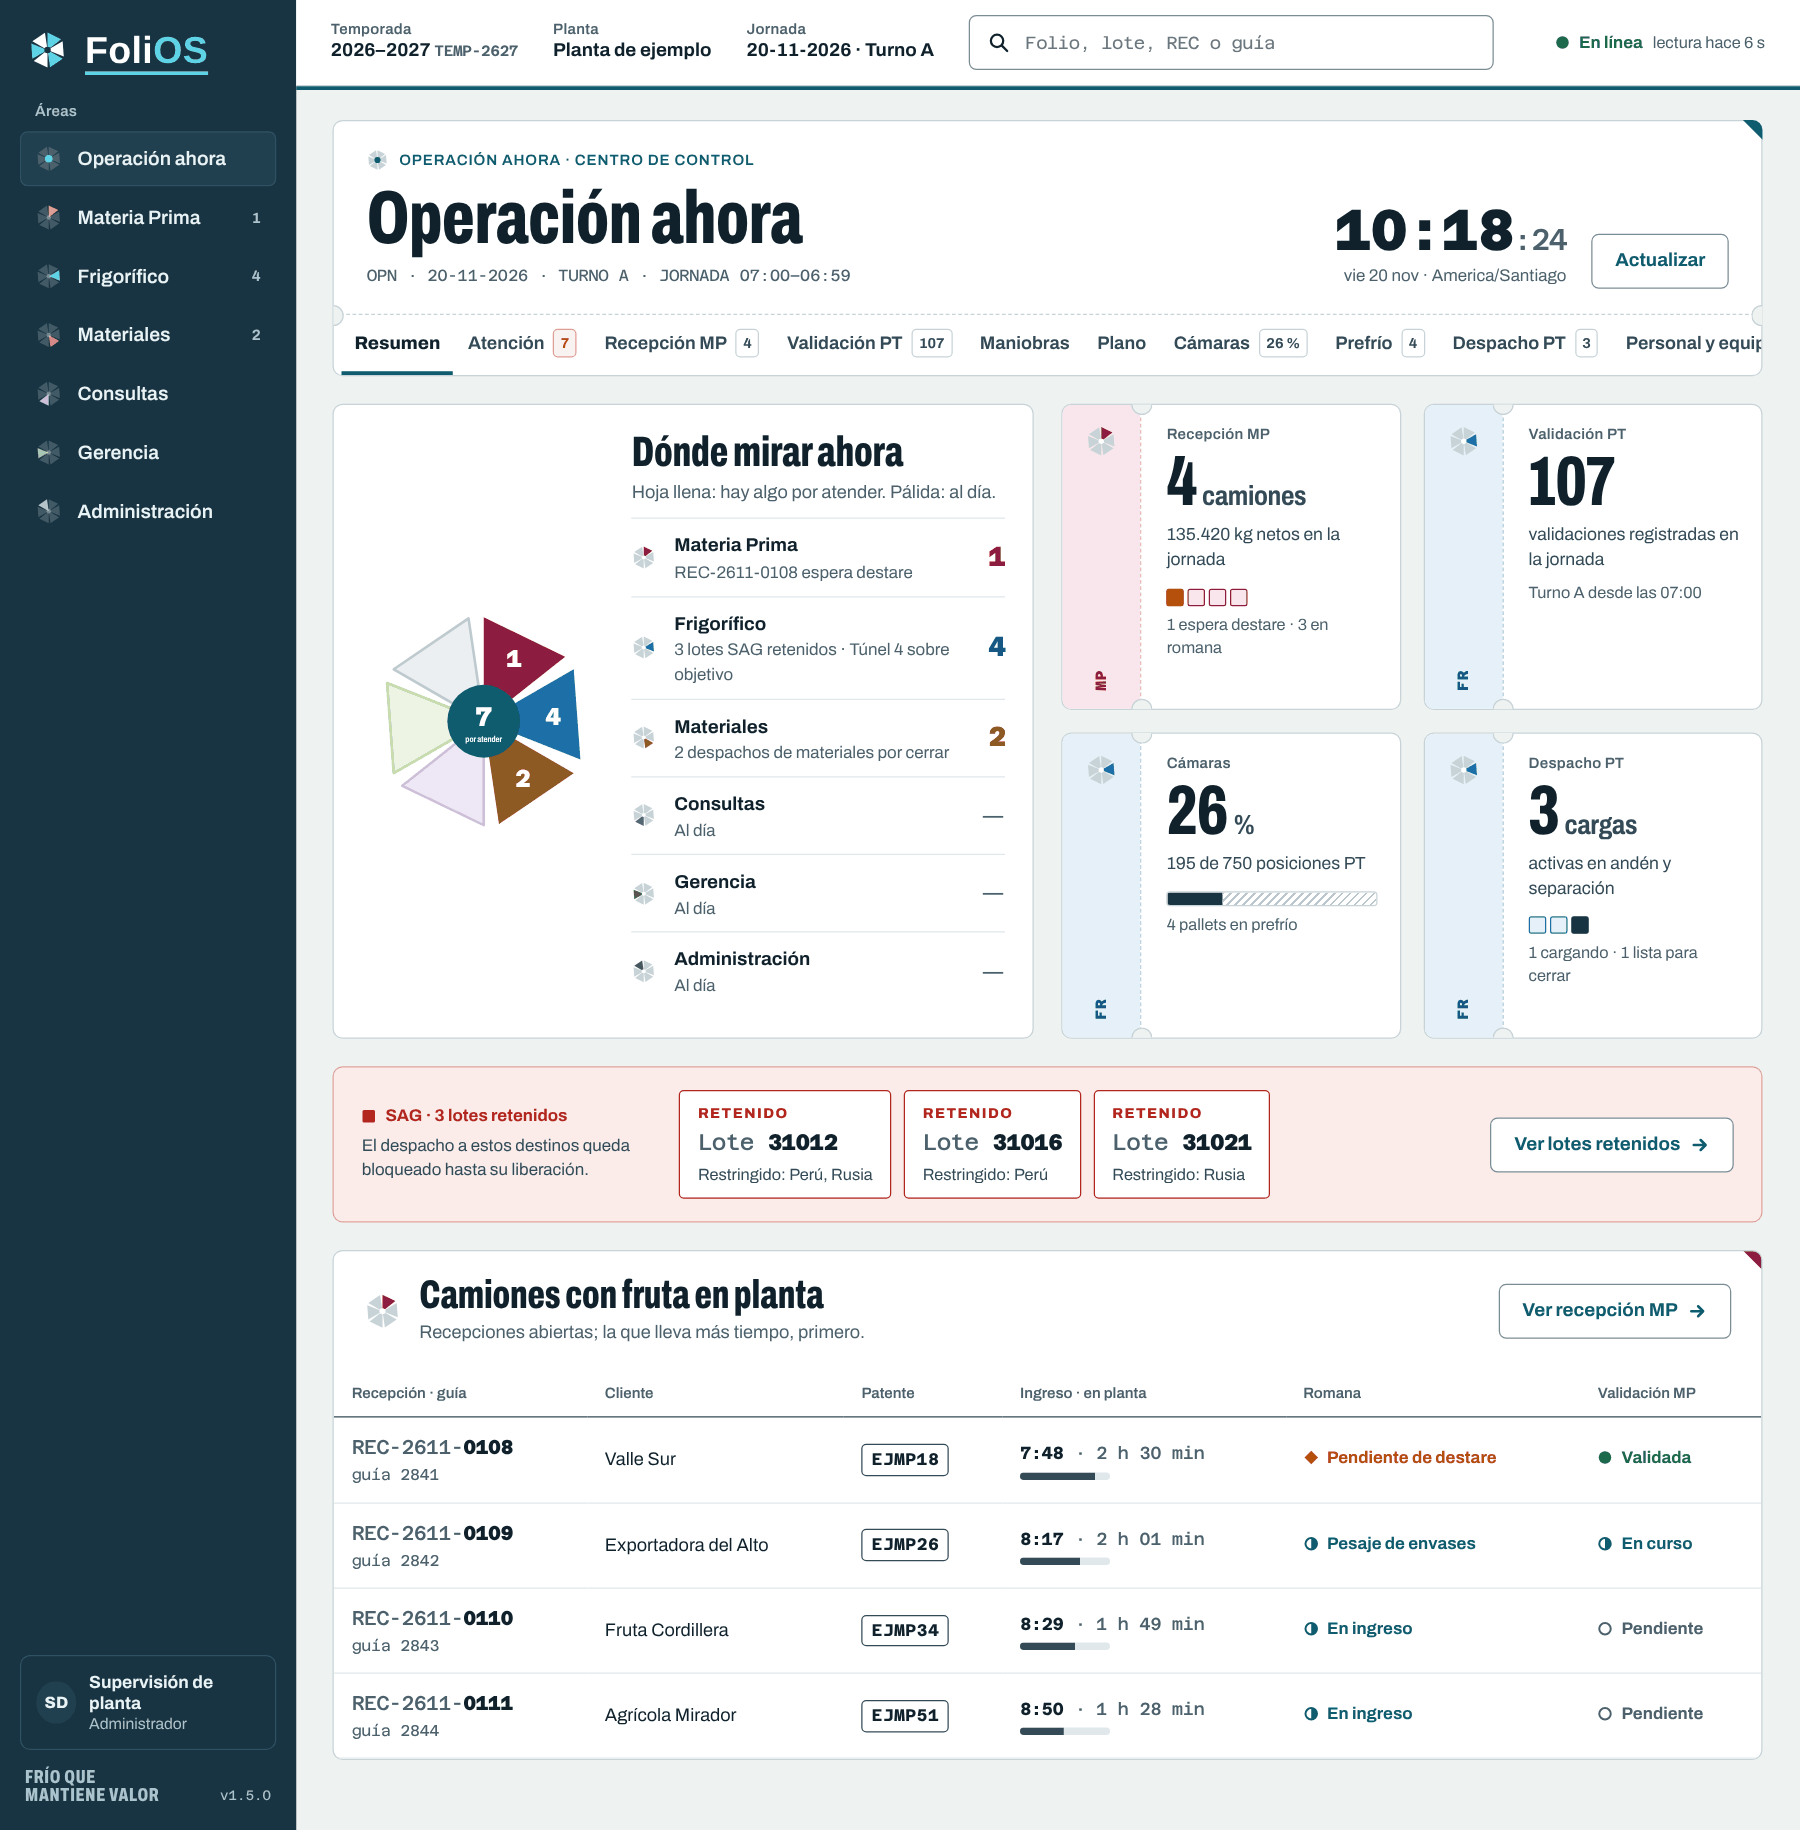 FoliOS
Áreas
Operación ahora
Materia Prima 1
Frigorífico 4
Materiales 2
Consultas
Gerencia
Administración
SD
Supervisión de
planta
Administrador
FRÍO QUE
MANTIENE VALOR v1.5.0
Temporada
2026–2027 TEMP-2627
Planta
Planta de ejemplo
Jornada
20-11-2026 · Turno A
Folio, lote, REC o guía
En línea lectura hace 6 s
OPERACIÓN AHORA · CENTRO DE CONTROL
Operación ahora
OPN · 20-11-2026 · TURNO A · JORNADA 07:00–06:59
10:18:24
vie 20 nov · America/Santiago
Actualizar
Resumen Atención 7 Recepción MP 4 Validación PT 107 Maniobras Plano Cámaras 26 % Prefrío 4 Despacho PT 3 Personal y equip
1
4
2
7
por atender
Dónde mirar ahora
Hoja llena: hay algo por atender. Pálida: al día.
Materia Prima
REC-2611-0108 espera destare
1
Frigorífico
3 lotes SAG retenidos · Túnel 4 sobre
objetivo
4
Materiales
2 despachos de materiales por cerrar
2
Consultas
Al día
—
Gerencia
Al día
—
Administración
Al día
—
MP
Recepción MP
4 camiones
135.420 kg netos en la
jornada
1 espera destare · 3 en
romana
FR
Validación PT
107
validaciones registradas en
la jornada
Turno A desde las 07:00
FR
Cámaras
26 %
195 de 750 posiciones PT
4 pallets en prefrío
FR
Despacho PT
3 cargas
activas en andén y
separación
1 cargando · 1 lista para
cerrar
SAG · 3 lotes retenidos
El despacho a estos destinos queda
bloqueado hasta su liberación.
RETENIDO
Lote 31012
Restringido: Perú, Rusia
RETENIDO
Lote 31016
Restringido: Perú
RETENIDO
Lote 31021
Restringido: Rusia
Ver lotes retenidos →
Camiones con fruta en planta
Recepciones abiertas; la que lleva más tiempo, primero.
Ver recepción MP →
Recepción · guía Cliente Patente Ingreso · en planta Romana Validación MP
REC-2611-0108
guía 2841
Valle Sur EJMP18 7:48 · 2 h 30 min Pendiente de destare Validada
REC-2611-0109
guía 2842
Exportadora del Alto EJMP26 8:17 · 2 h 01 min Pesaje de envases En curso
REC-2611-0110
guía 2843
Fruta Cordillera EJMP34 8:29 · 1 h 49 min En ingreso Pendiente
REC-2611-0111
guía 2844
Agrícola Mirador EJMP51 8:50 · 1 h 28 min En ingreso Pendiente